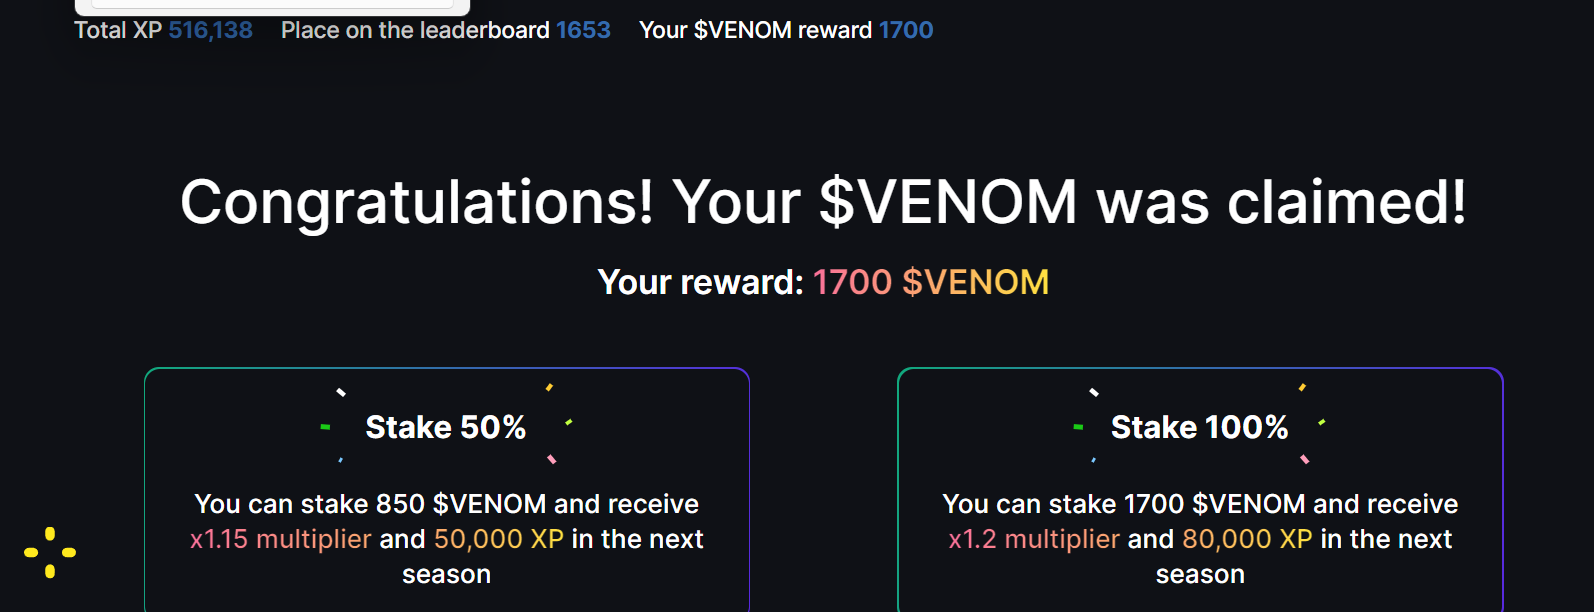 Total XP 516,138 Place on the leaderboard 1653 Your $VENOM reward 1700
Congratulations! Your $VENOM was claimed!
Your reward: 1700 $VENOM
Stake 50%
You can stake 850 $VENOM and receive
x1.15 multiplier and 50,000 XP in the next
season
Stake 100%
You can stake 1700 $VENOM and receive
x1.2 multiplier and 80,000 XP in the next
season